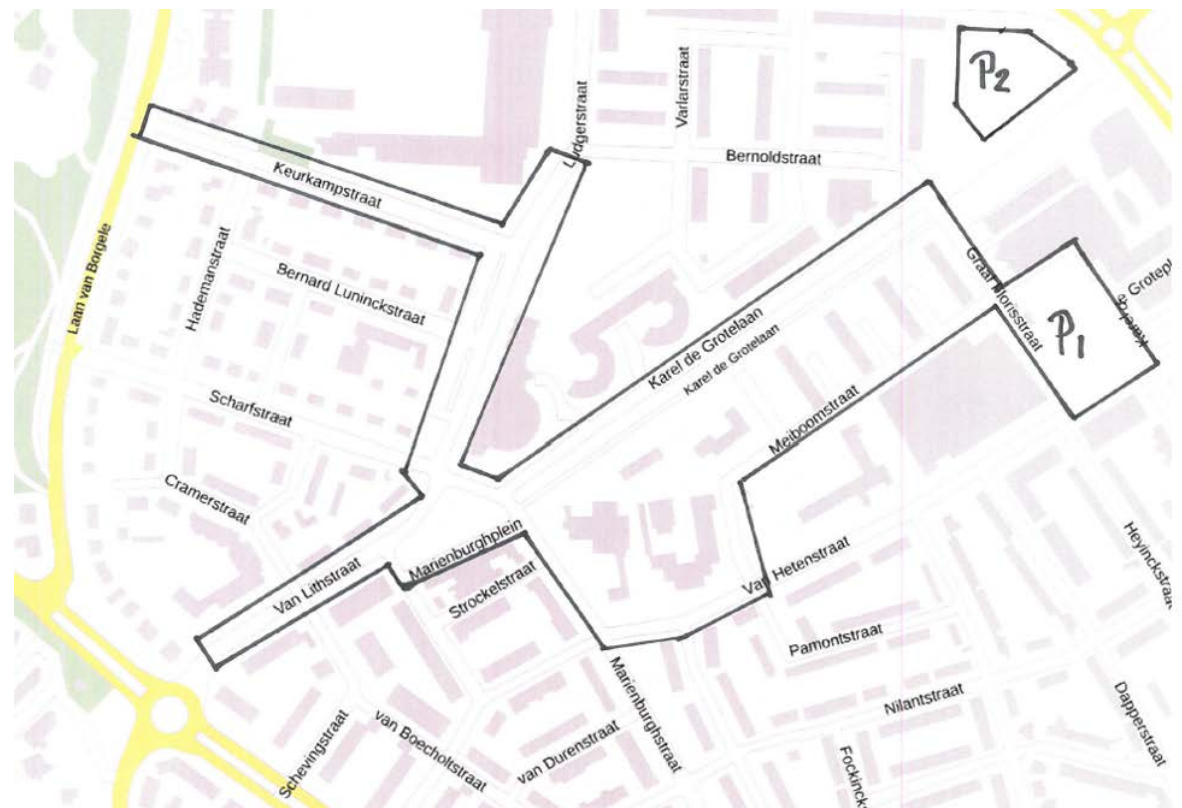 P2
Ludgerstraat
Varlarstraat
Bernoldstraat
Keurkampstraat
Laan van Borgele
Hademanstraat
Bernard Luninckstraat
Graaf Florisstraat
P1
Karel de Grotelaan
Karel de Grotelaan
Scharfstraat
Meiboomstraat
Cramerstraat
Marienburghplein
Van Lithstraat
Strockelstraat
Van Hetenstraat
Heyinckstraat
Pamontstraat
Marienburghstraat
Nilantstraat
Dapperstraat
Schevingstraat
van Boecholtstraat
van Durenstraat